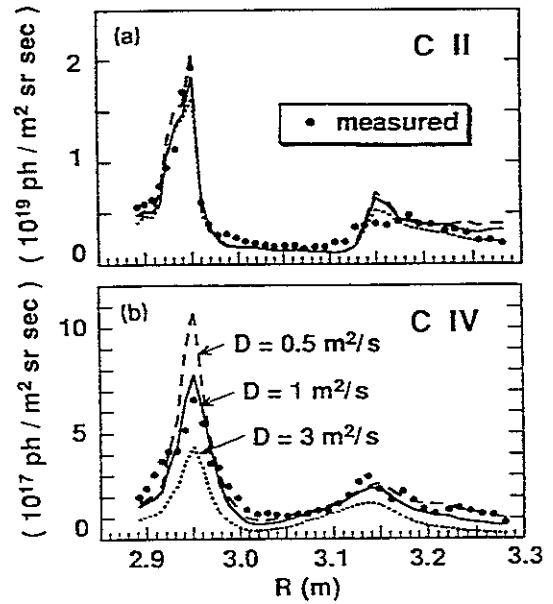 (a)
C II
2
• measured
1
0
( 10¹⁹ ph / m² sr sec )
(b)
C IV
10
D = 0.5 m²/s
D = 1 m²/s
5
D = 3 m²/s
0
( 10¹⁷ ph / m² sr sec )
2.9 3.0 3.1 3.2 3.3
R (m)